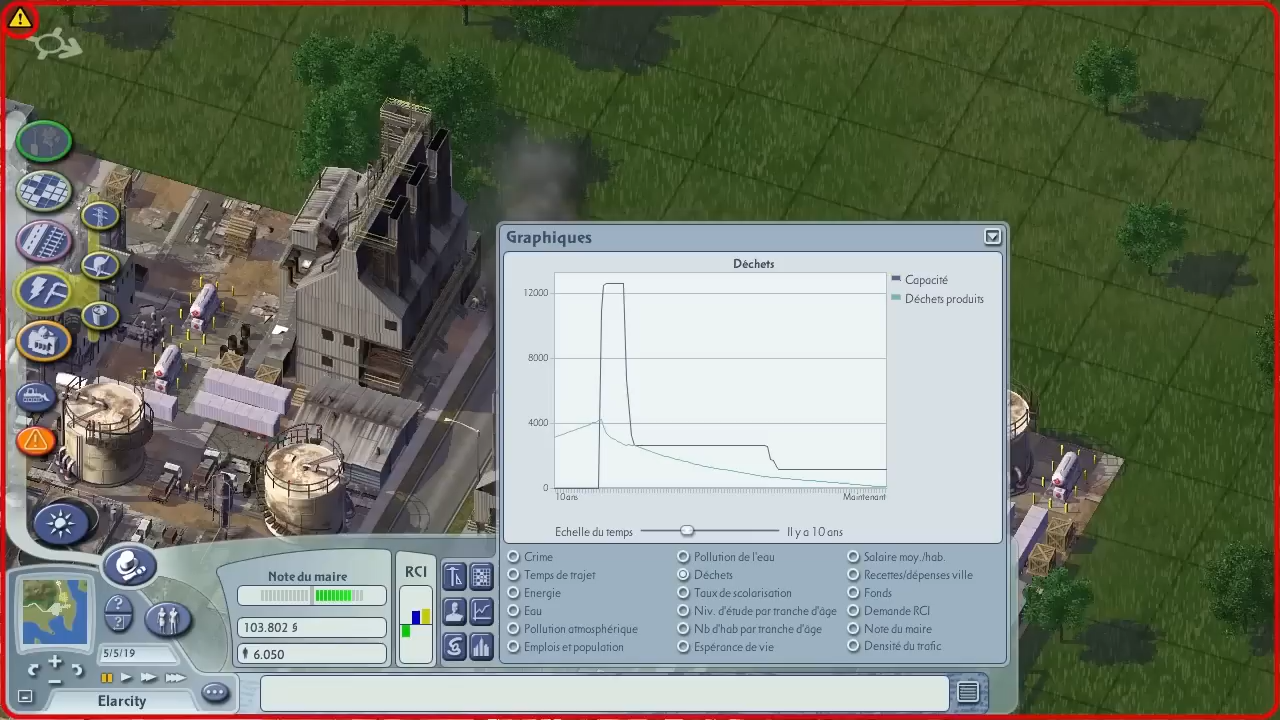 Graphiques
Déchets
Capacité
Déchets produits
12000
8000
4000
0
10ans
Maintenant
Echelle du temps
Il y a 10 ans
Crime
Pollution de l'eau
Salaire moy./hab.
Temps de trajet
Déchets
Recettes/dépenses ville
Energie
Taux de scolarisation
Fonds
Eau
Niv. d'étude par tranche d'âge
Demande RCI
Pollution atmosphérique
Nb d'hab par tranche d'âge
Note du maire
Emplois et population
Espérance de vie
Densité du trafic
Note du maire
RCI
103.802 §
6.050
5/5/19
Elarcity